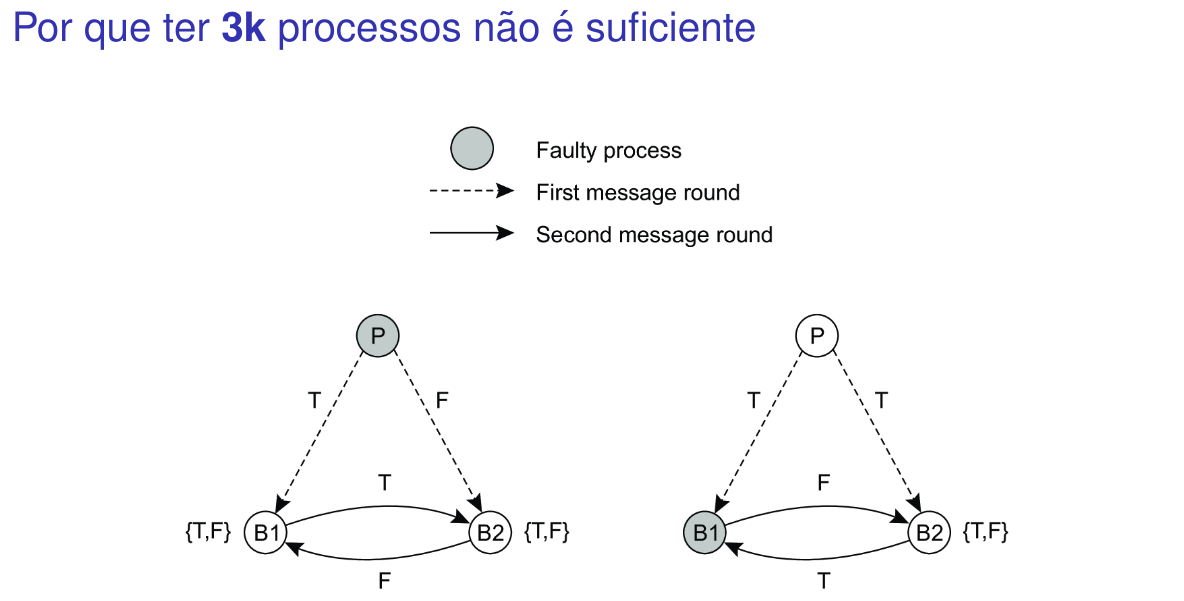 Por que ter 3k processos não é suficiente
Faulty process
First message round
Second message round
P
P
T
F
T
T
T
F
{T,F}
B1
B2
{T,F}
B1
B2
{T,F}
F
T